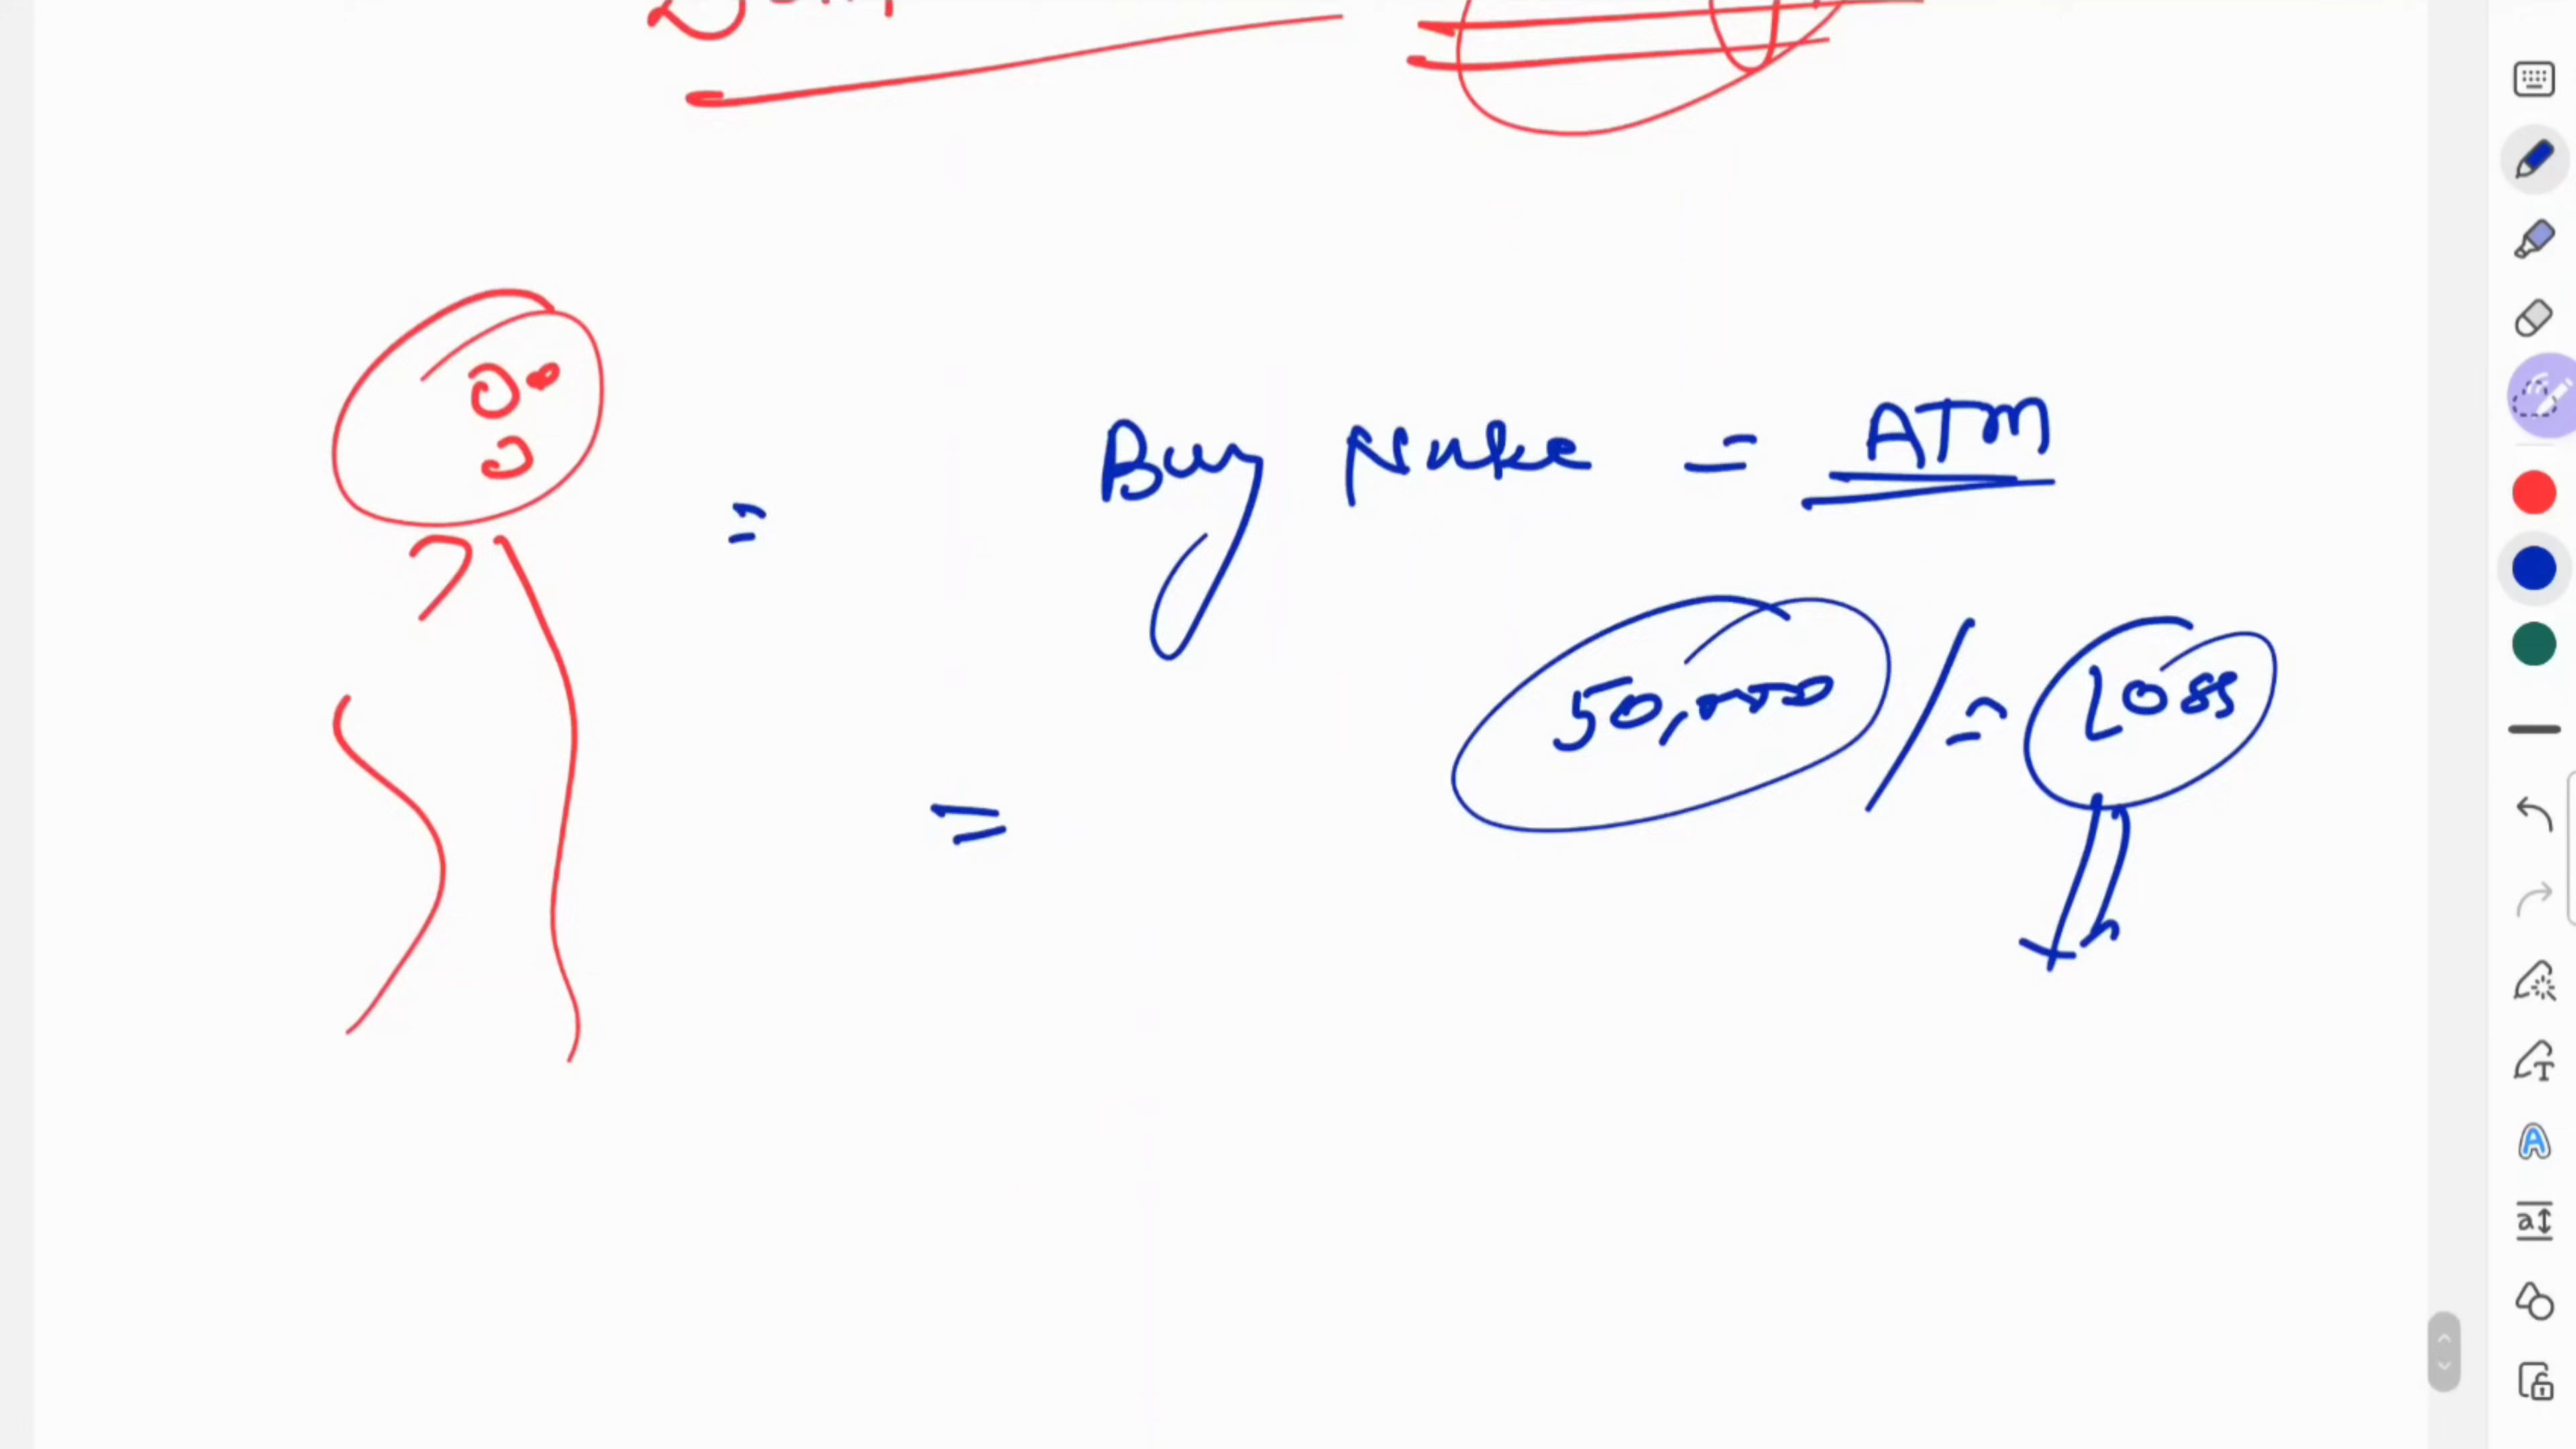 = Buy Nuke = ATM
50,000 / = Loss
=